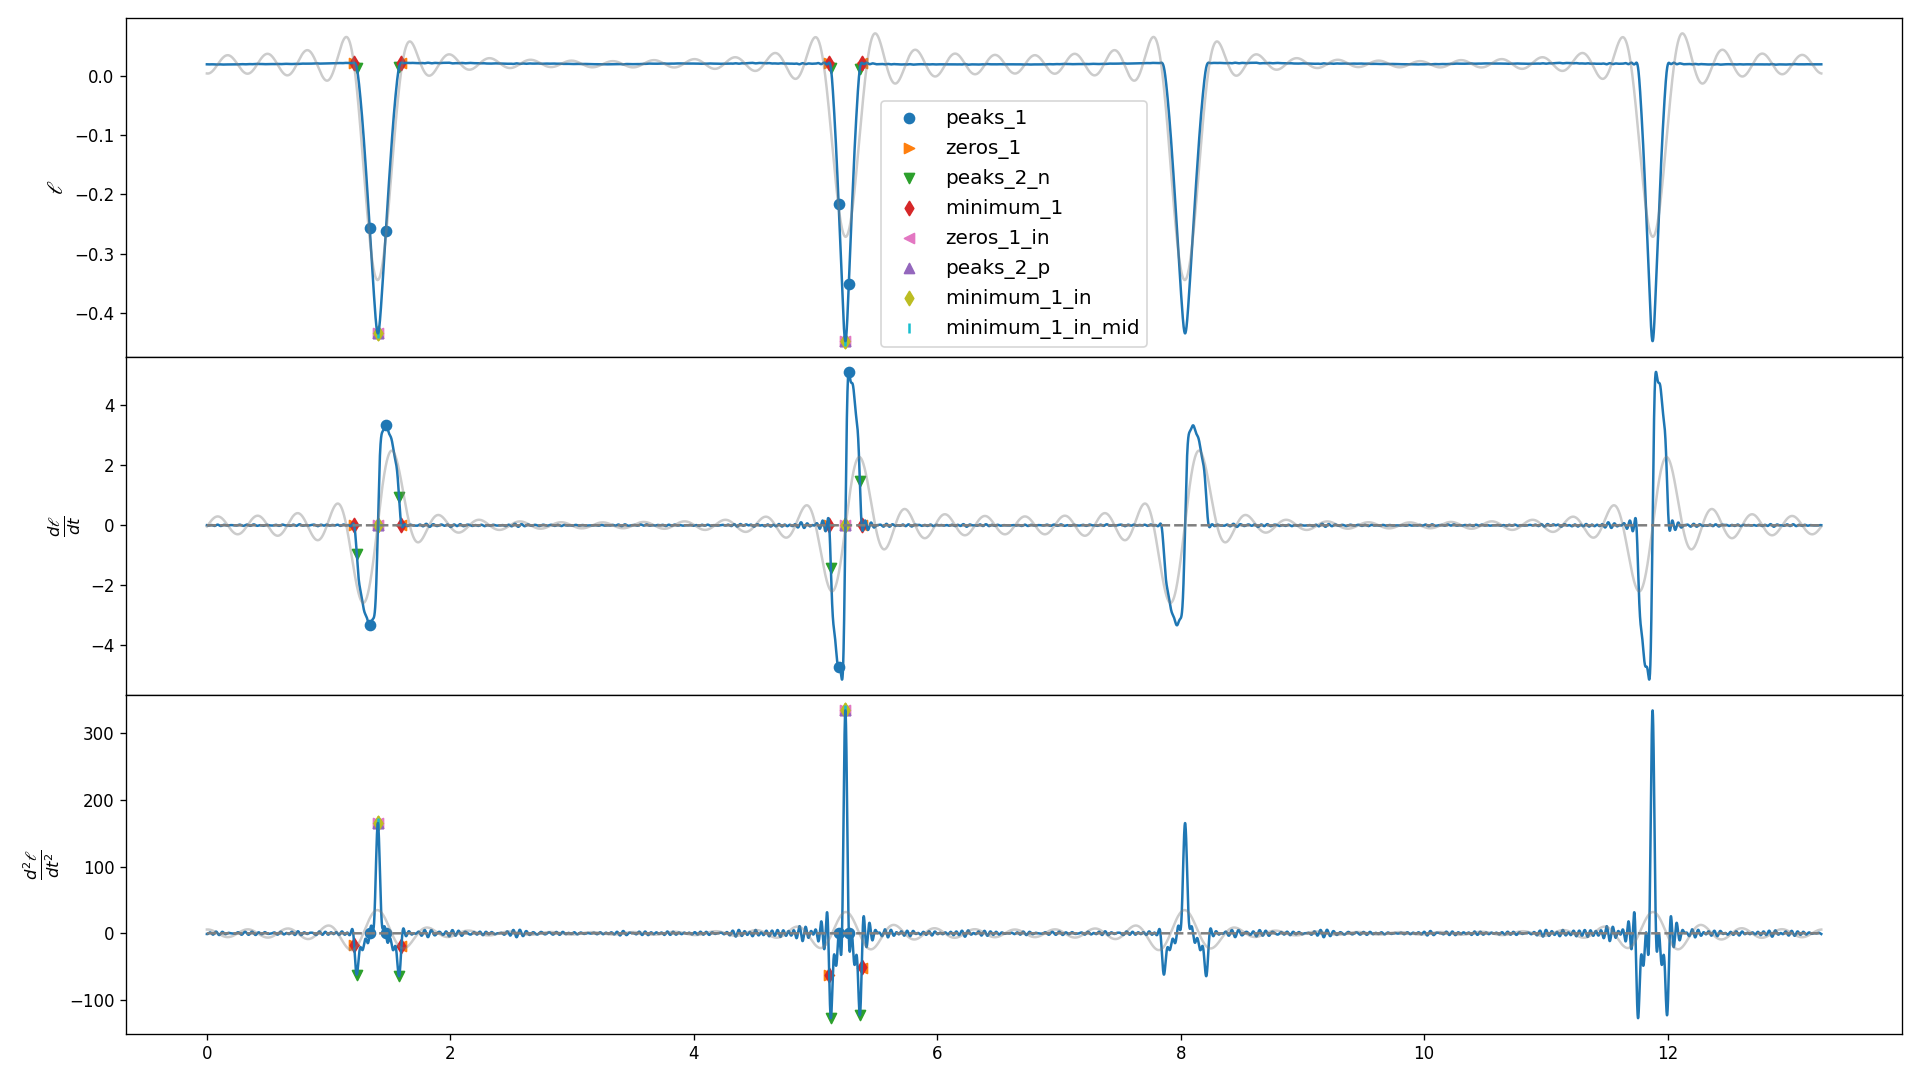 0.0
−0.1
−0.2
−0.3
−0.4
ℓ
peaks_1
zeros_1
peaks_2_n
minimum_1
zeros_1_in
peaks_2_p
minimum_1_in
minimum_1_in_mid
4
2
0
−2
−4
dℓ/dt
300
200
100
0
−100
d²ℓ/dt²
0 2 4 6 8 10 12